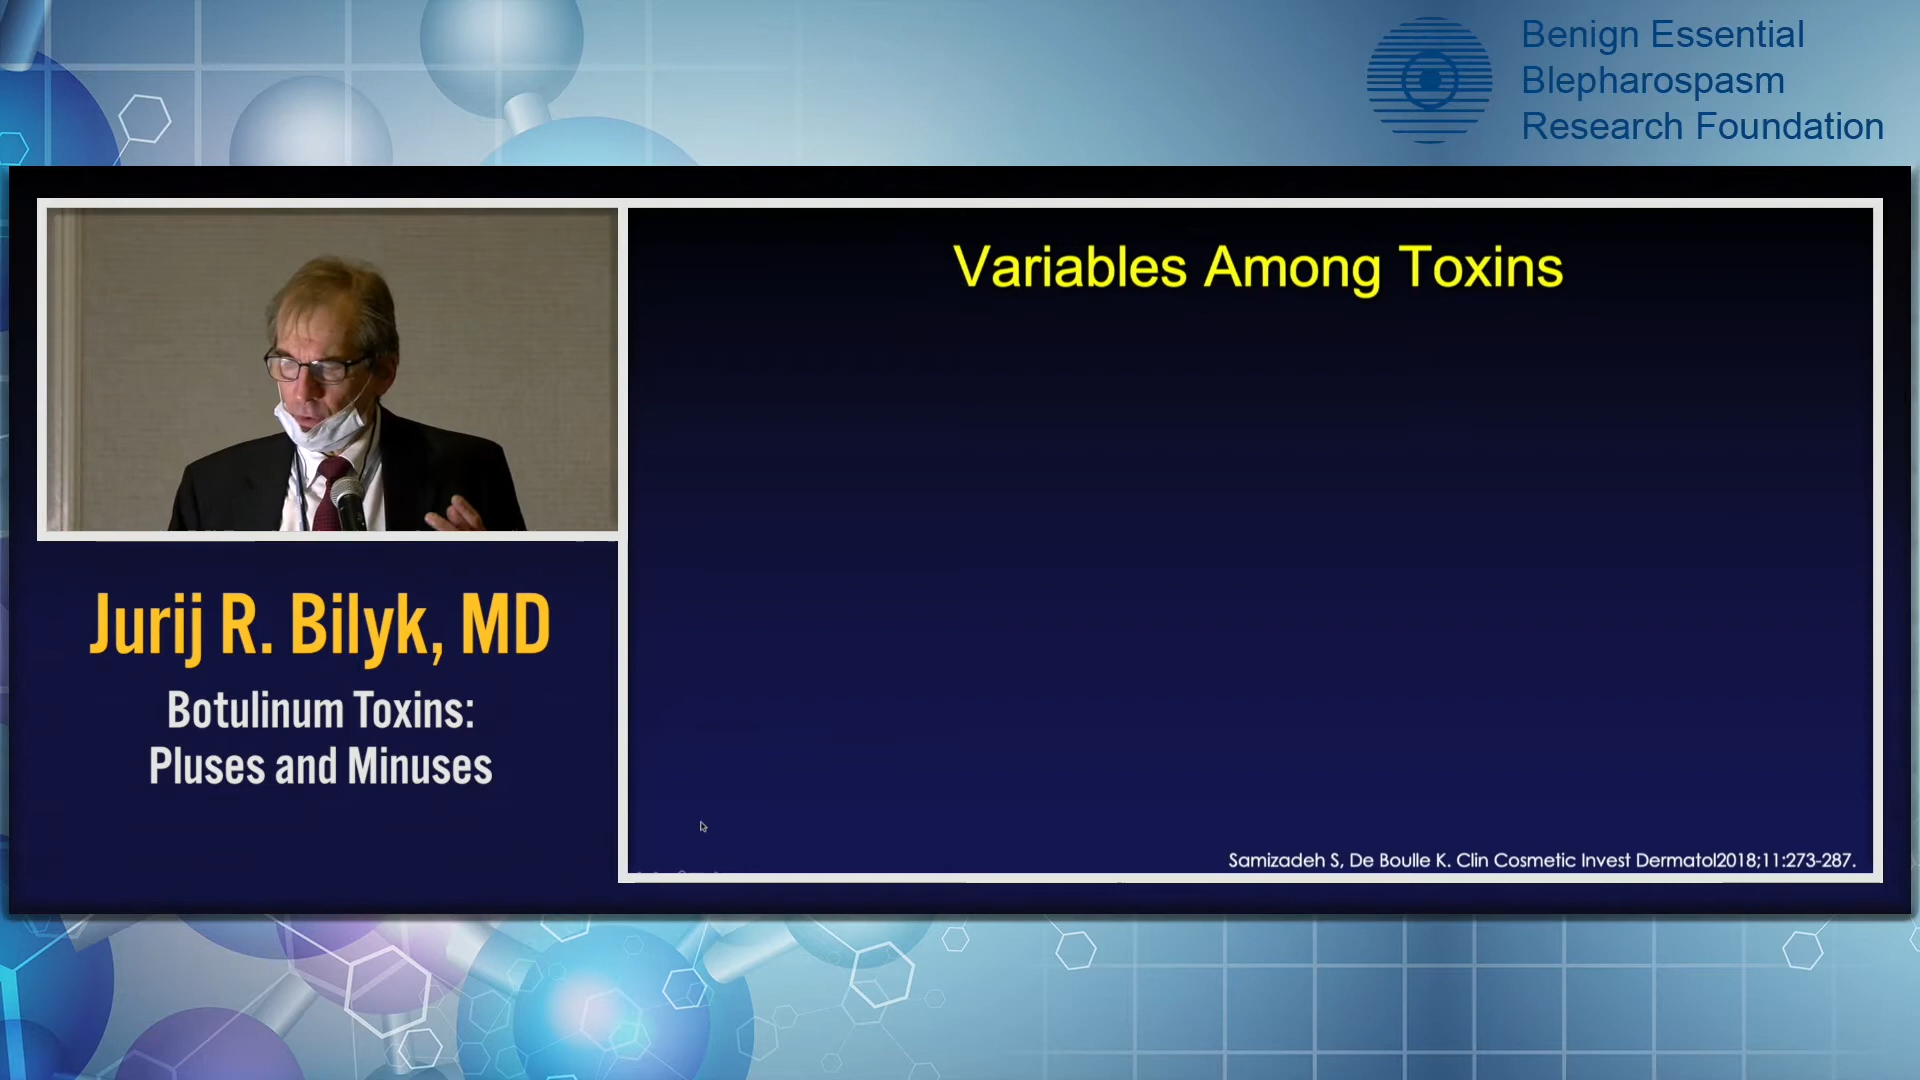 Benign Essential
Blepharospasm
Research Foundation
Variables Among Toxins
Jurij R. Bilyk, MD
Botulinum Toxins:
Pluses and Minuses
Samizadeh S, De Boulle K. Clin Cosmetic Invest Dermatol2018;11:273-287.